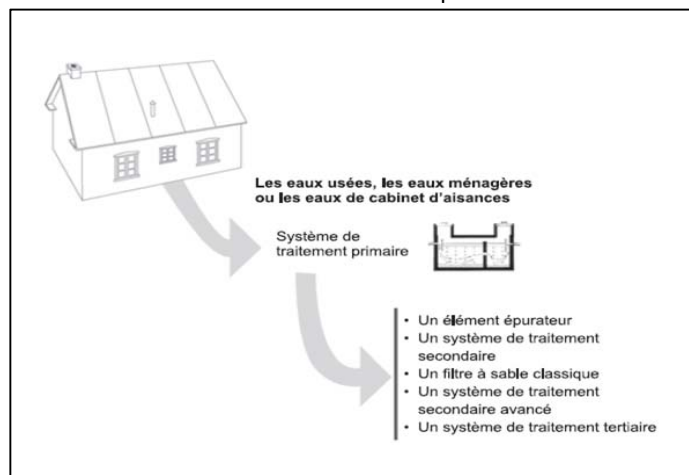 Les eaux usées, les eaux ménagères
ou les eaux de cabinet d'aisances
Système de
traitement primaire
• Un élément épurateur
• Un système de traitement
secondaire
• Un filtre à sable classique
• Un système de traitement
secondaire avancé
• Un système de traitement tertiaire